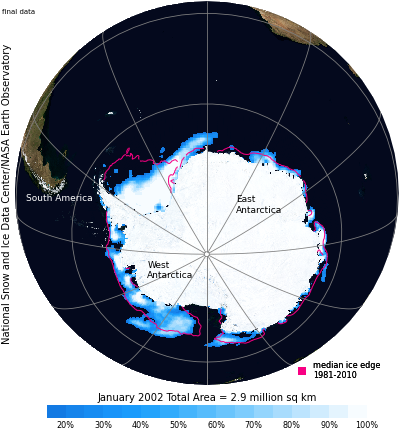 final data
National Snow and Ice Data Center/NASA Earth Observatory
South America
East
Antarctica
West
Antarctica
median ice edge
1981-2010
January 2002 Total Area = 2.9 million sq km
20% 30% 40% 50% 60% 70% 80% 90% 100%